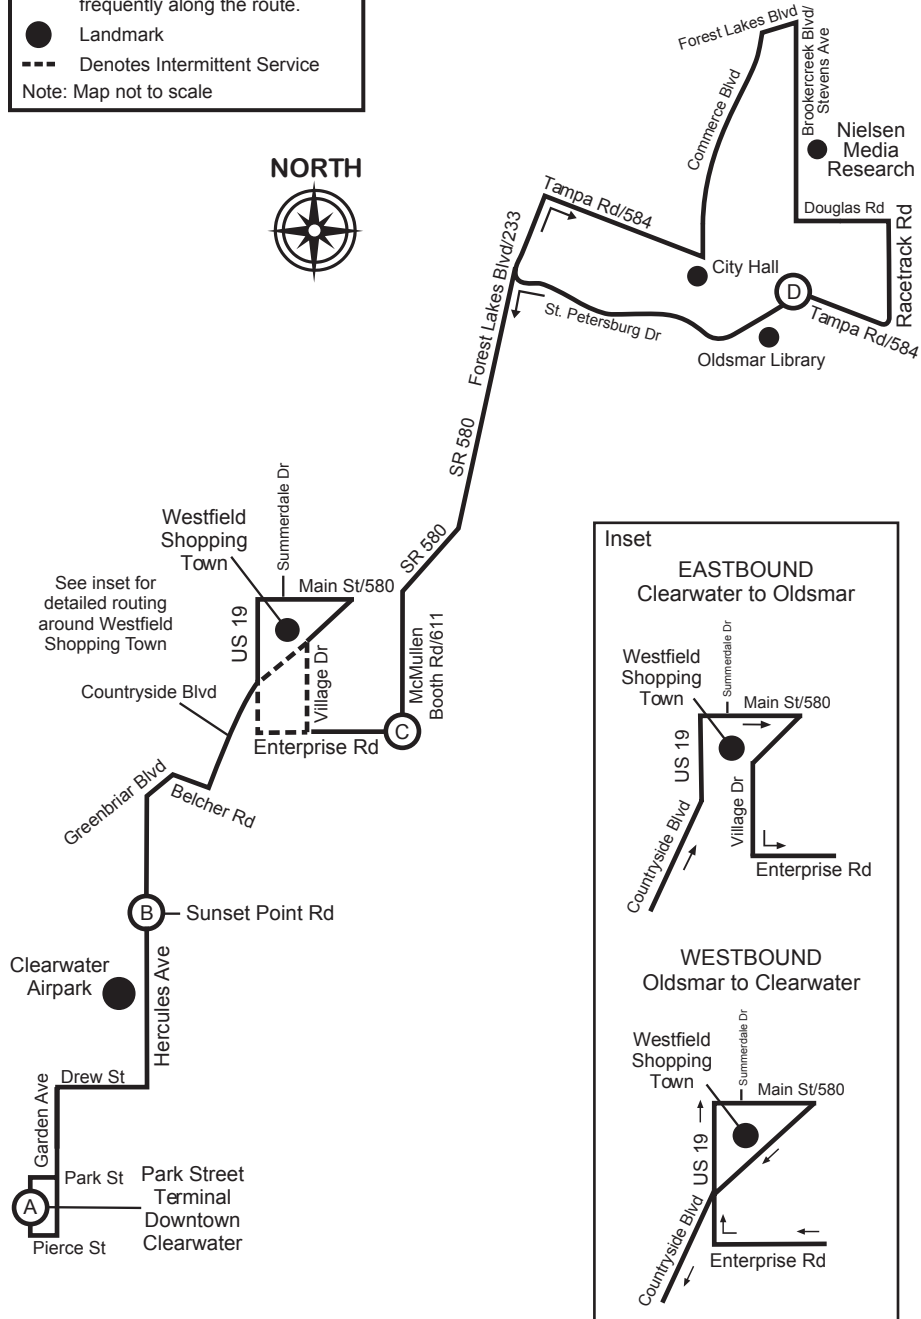 frequently along the route.
Landmark
Denotes Intermittent Service
Note: Map not to scale
NORTH
Forest Lakes Blvd
Brookercreek Blvd/
Stevens Ave
Commerce Blvd
Nielsen
Media
Research
Tampa Rd/584
Douglas Rd
Racetrack Rd
City Hall
D
Forest Lakes Blvd/233
St. Petersburg Dr
Tampa Rd/584
Oldsmar Library
SR 580
SR 580
Summerdale Dr
Westfield
Shopping
Town
Main St/580
See inset for
detailed routing
around Westfield
Shopping Town
US 19
Village Dr
McMullen
Booth Rd/611
Countryside Blvd
C
Enterprise Rd
Greenbriar Blvd
Belcher Rd
B
Sunset Point Rd
Clearwater
Airpark
Hercules Ave
Drew St
Garden Ave
Park St
Park Street
Terminal
Downtown
Clearwater
A
Pierce St
Inset
EASTBOUND
Clearwater to Oldsmar
Summerdale Dr
Westfield
Shopping
Town
Main St/580
US 19
Village Dr
Countryside Blvd
Enterprise Rd
WESTBOUND
Oldsmar to Clearwater
Summerdale Dr
Westfield
Shopping
Town
Main St/580
US 19
Countryside Blvd
Enterprise Rd